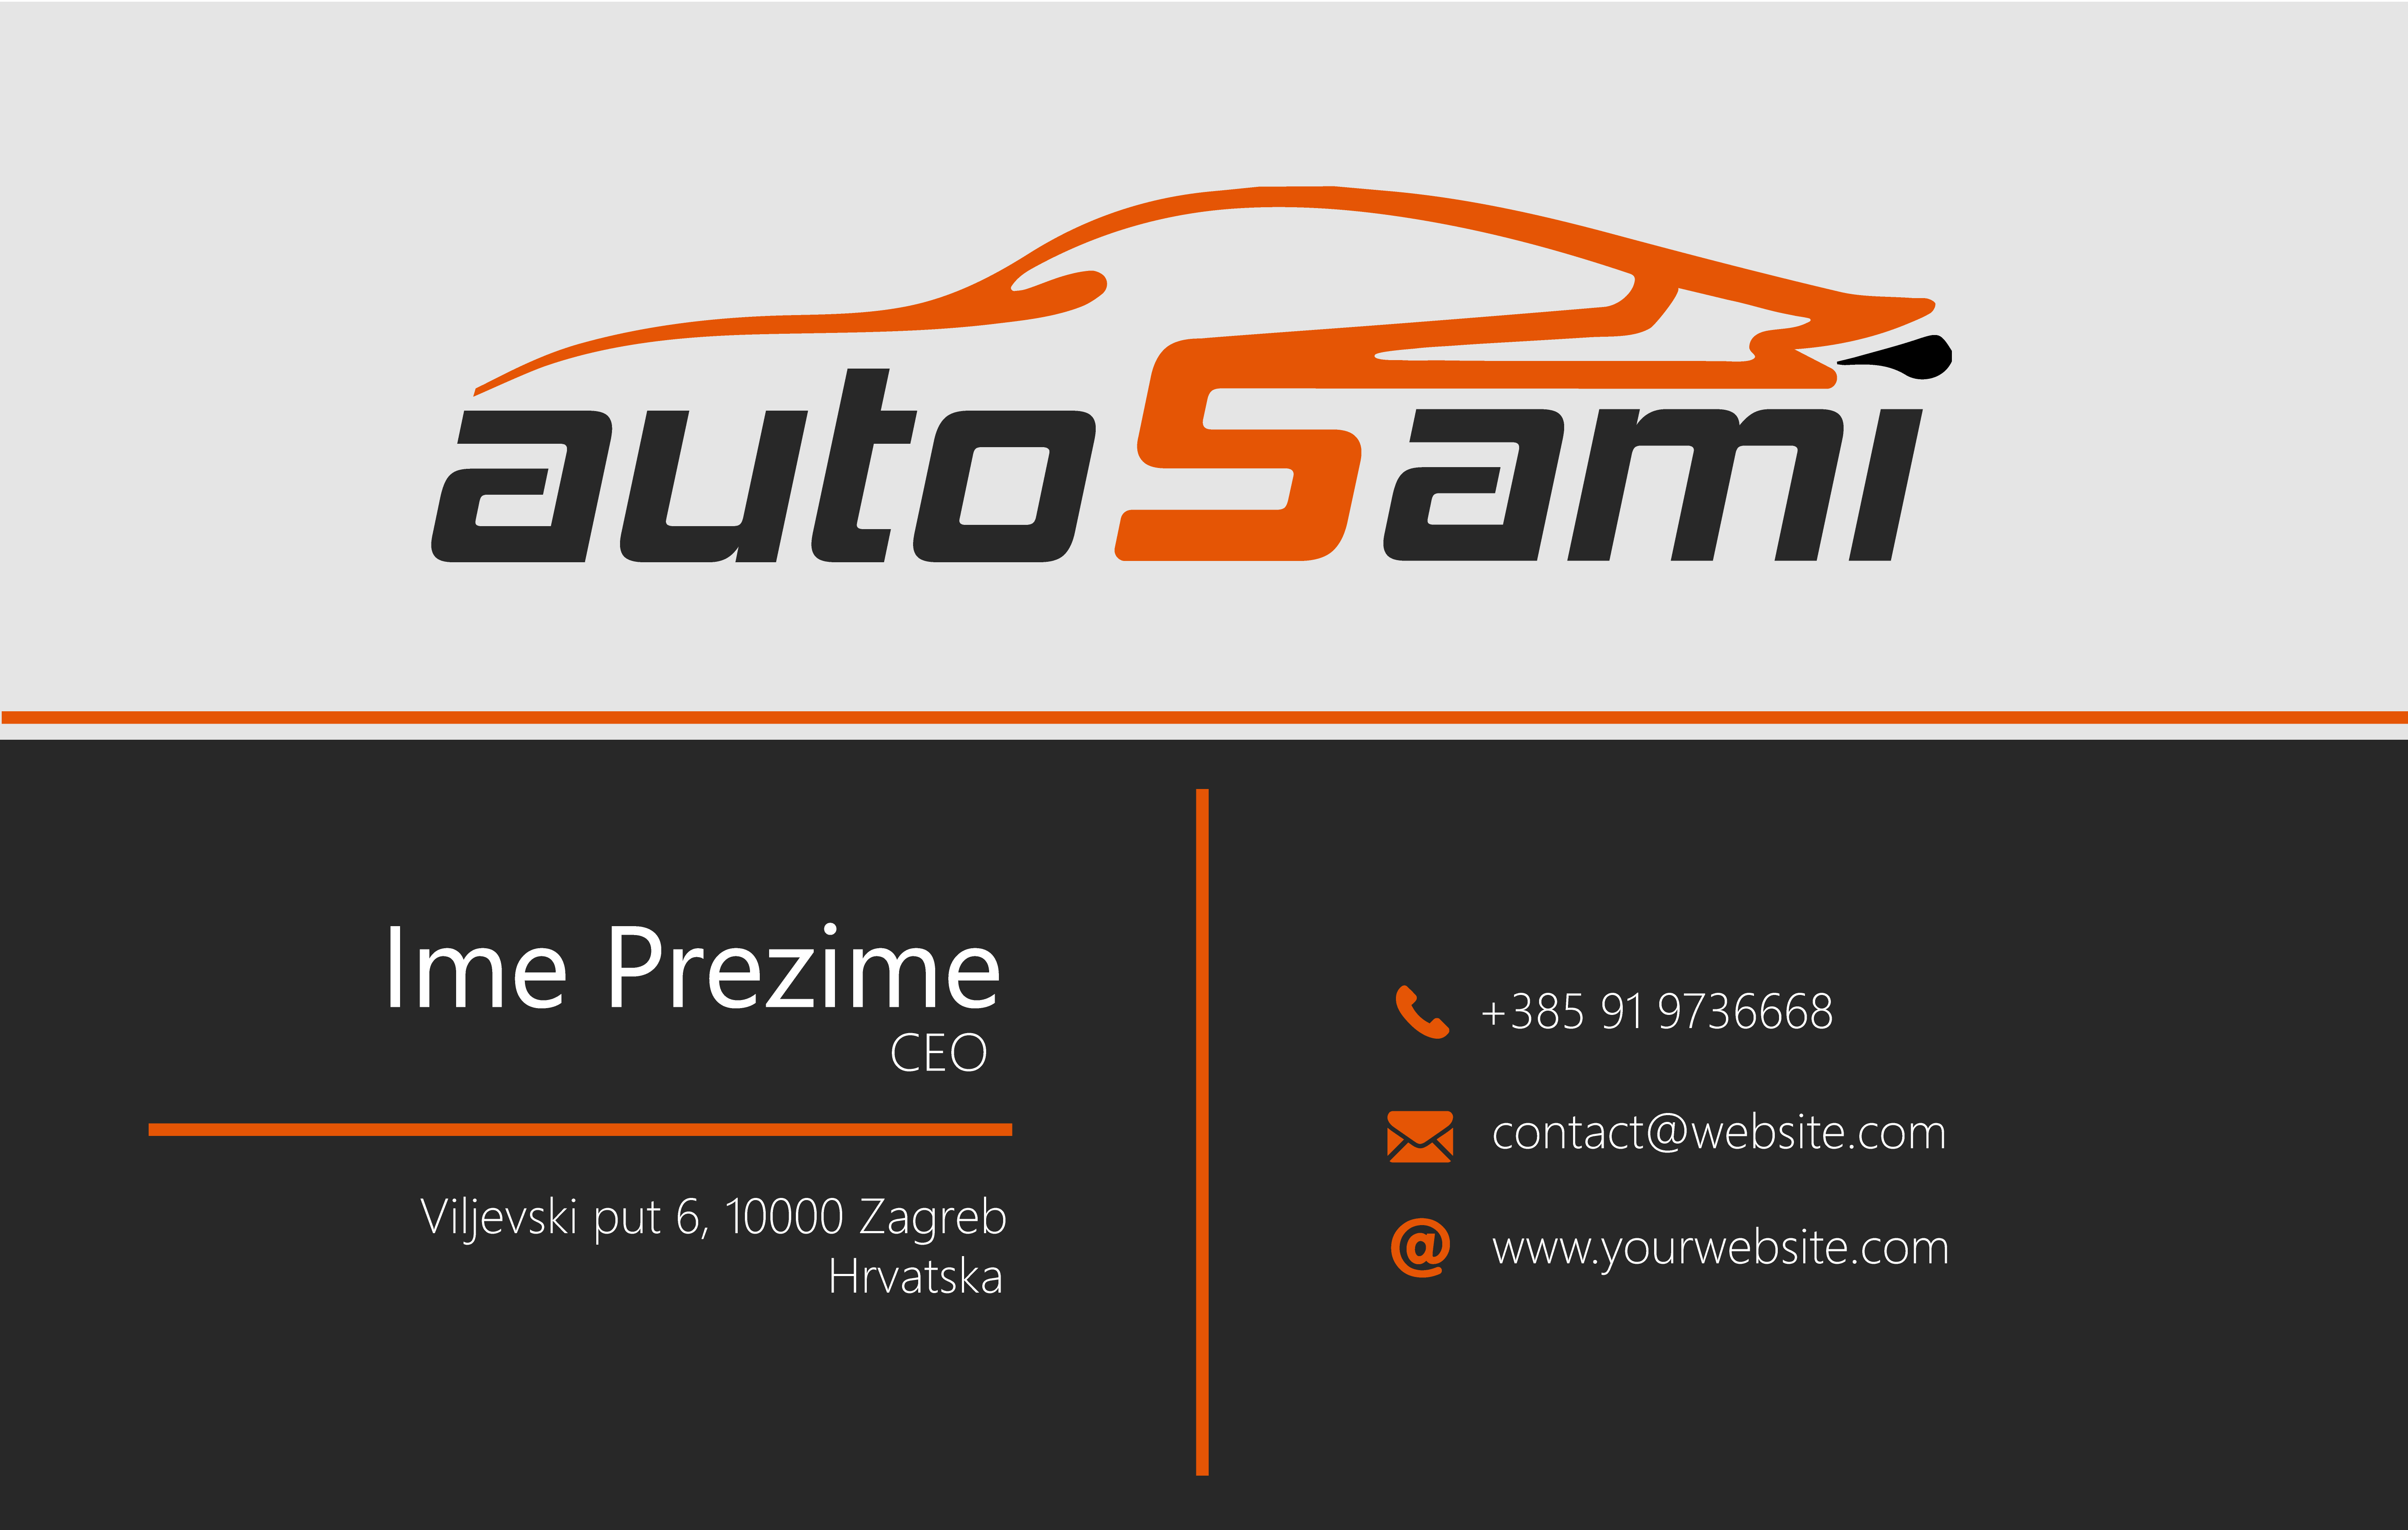 autoSami
Ime Prezime
CEO
Viljevski put 6, 10000 Zagreb
Hrvatska
+385 91 9736668
contact@website.com
www.yourwebsite.com